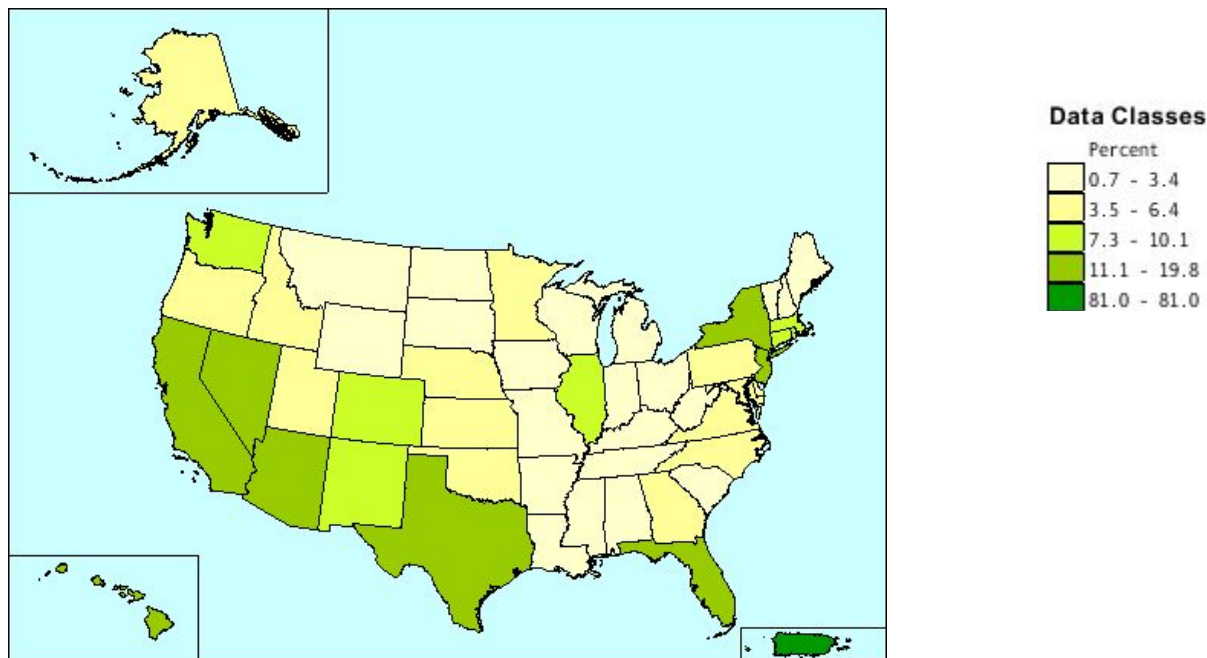 Data Classes
Percent
0.7 - 3.4
3.5 - 6.4
7.3 - 10.1
11.1 - 19.8
81.0 - 81.0